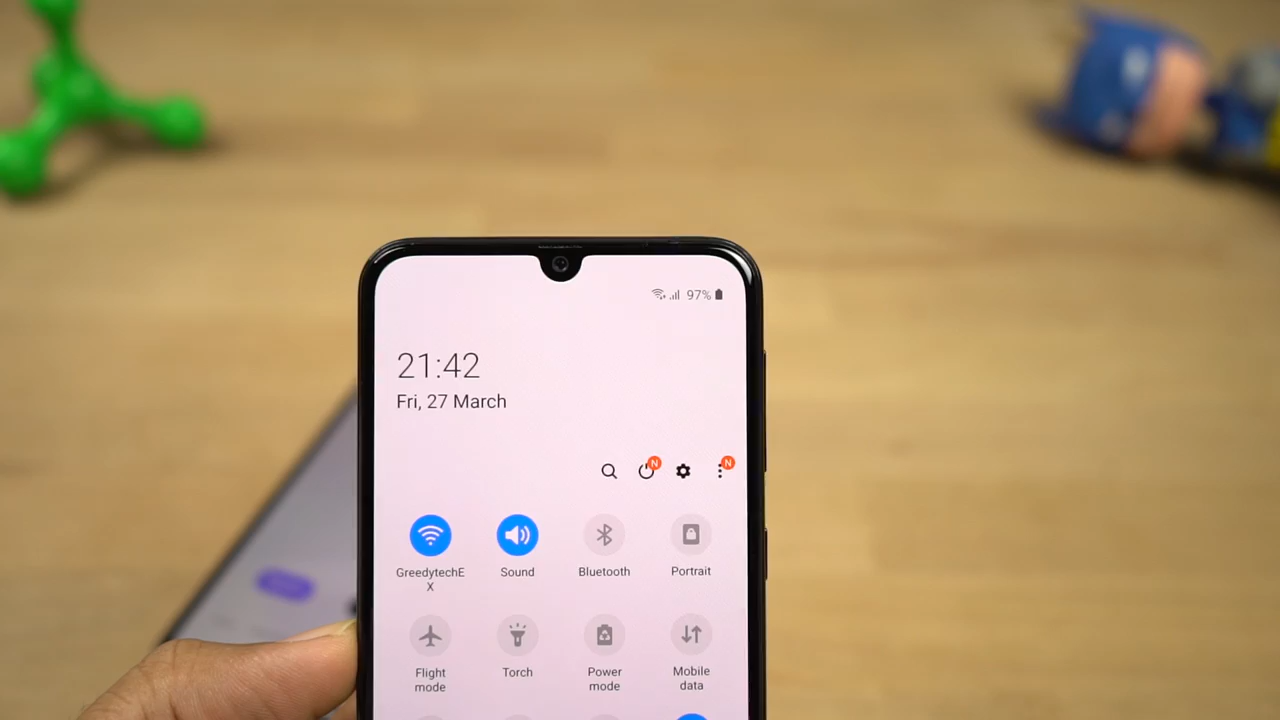 97%
21:42
Fri, 27 March
N N
GreedytechE
X
Sound
Bluetooth
Portrait
Flight
mode
Torch
Power
mode
Mobile
data